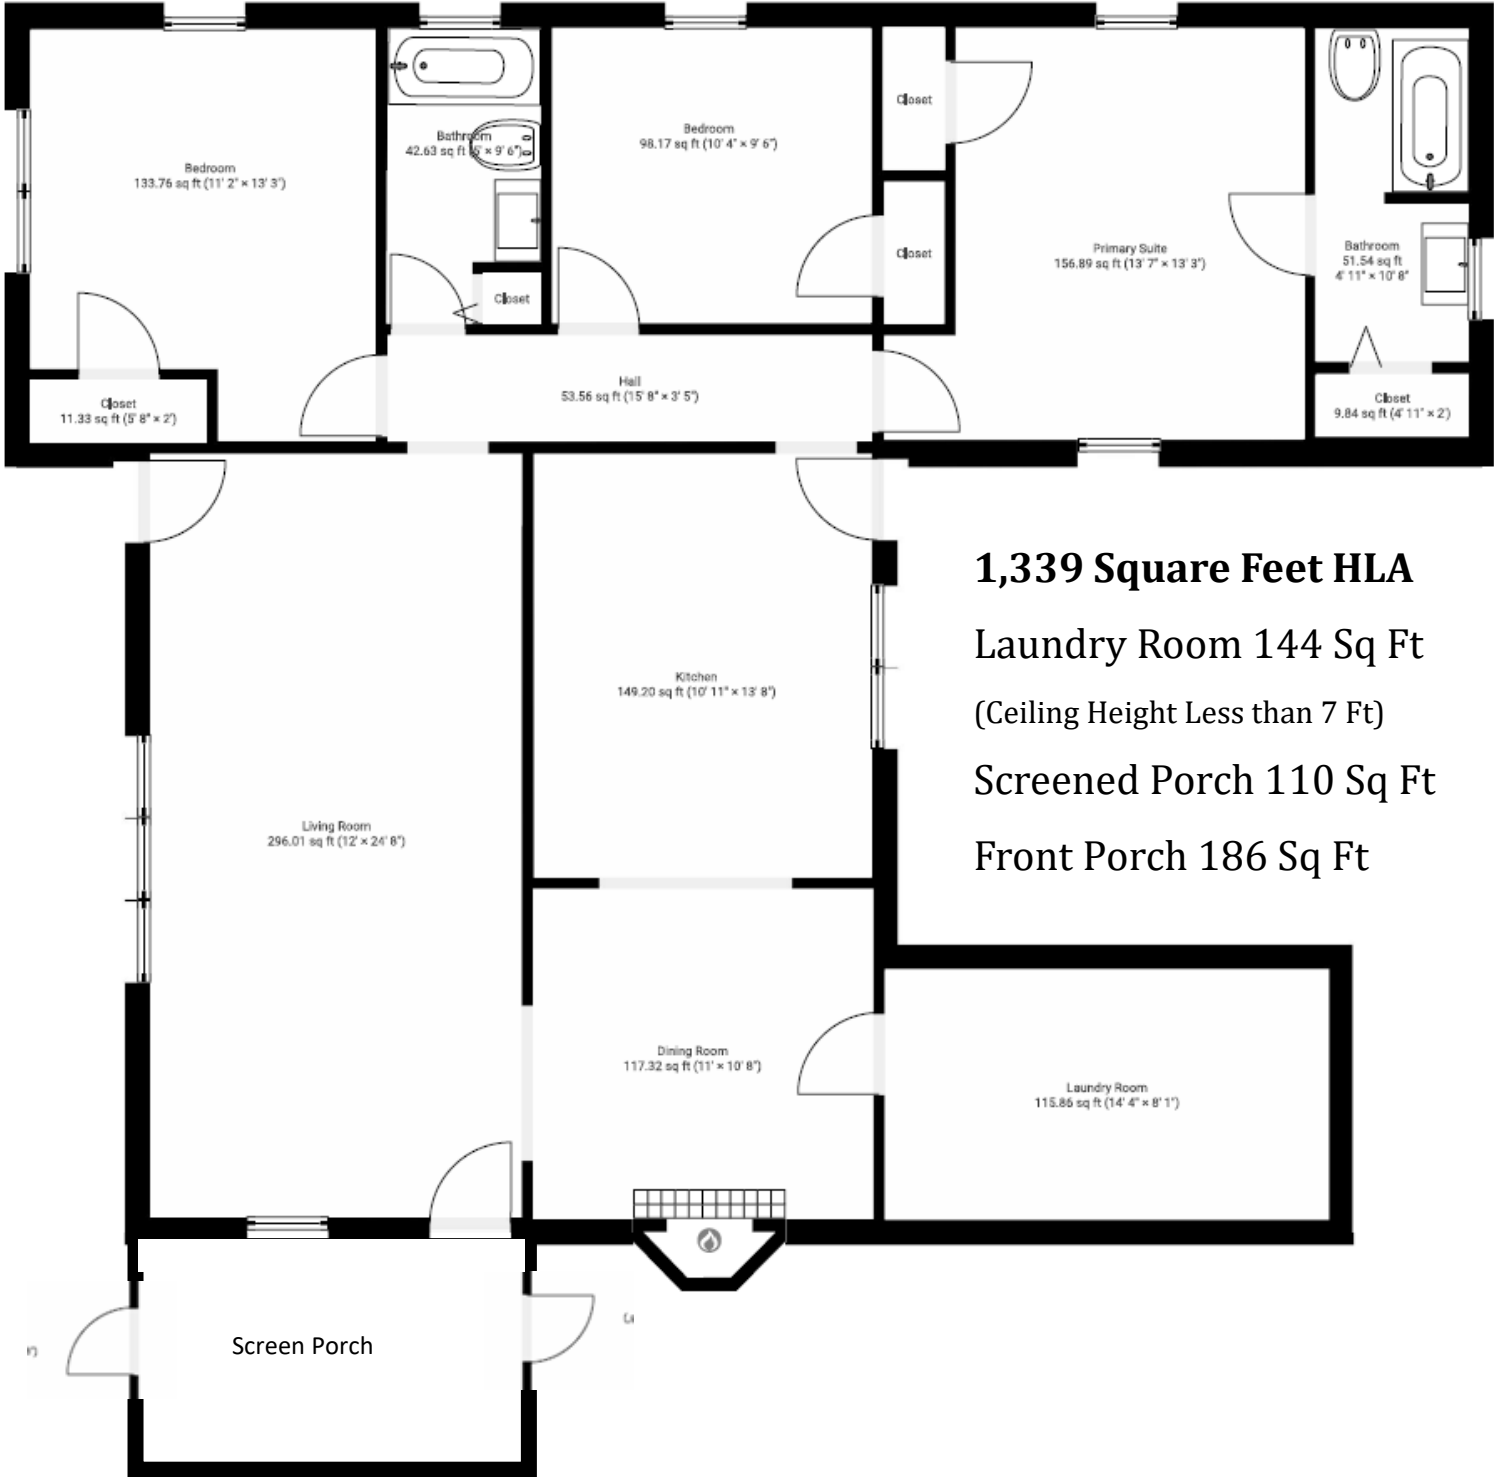 Bedroom
133.76 sq ft (11' 2" × 13' 3")
Bathroom
42.63 sq ft (5' × 9' 6")
Bedroom
98.17 sq ft (10' 4" × 9' 6")
Closet
Closet
Closet
Primary Suite
156.89 sq ft (13' 7" × 13' 3")
Bathroom
51.54 sq ft
4' 11" × 10' 8"
Closet
11.33 sq ft (5' 8" × 2')
Hall
53.56 sq ft (15' 8" × 3' 5")
Closet
9.84 sq ft (4' 11" × 2')
1,339 Square Feet HLA
Laundry Room 144 Sq Ft
(Ceiling Height Less than 7 Ft)
Screened Porch 110 Sq Ft
Front Porch 186 Sq Ft
Kitchen
149.20 sq ft (10' 11" × 13' 8")
Living Room
296.01 sq ft (12' × 24' 8")
Dining Room
117.32 sq ft (11' × 10' 8")
Laundry Room
115.86 sq ft (14' 4" × 8' 1")
Screen Porch